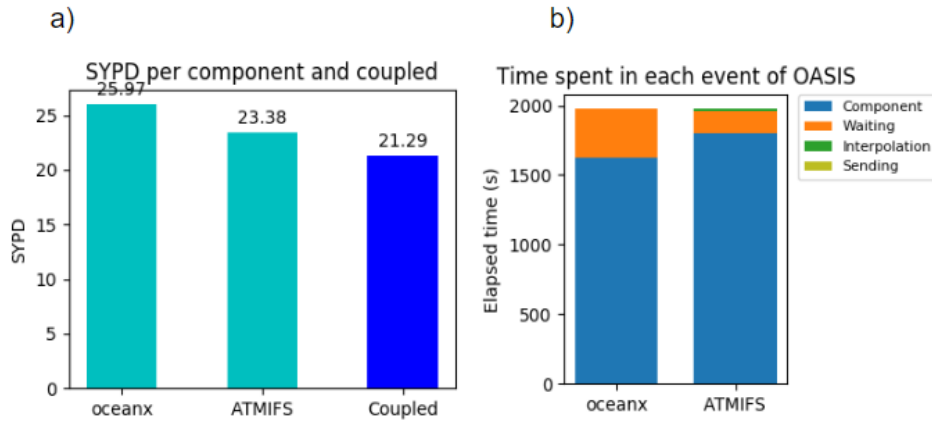 a)
SYPD per component and coupled
25.97
23.38
21.29
25
20
15
10
5
0
SYPD
oceanx
ATMIFS
Coupled
b)
Time spent in each event of OASIS
2000
1500
1000
500
0
Elapsed time (s)
oceanx
ATMIFS
Component
Waiting
Interpolation
Sending